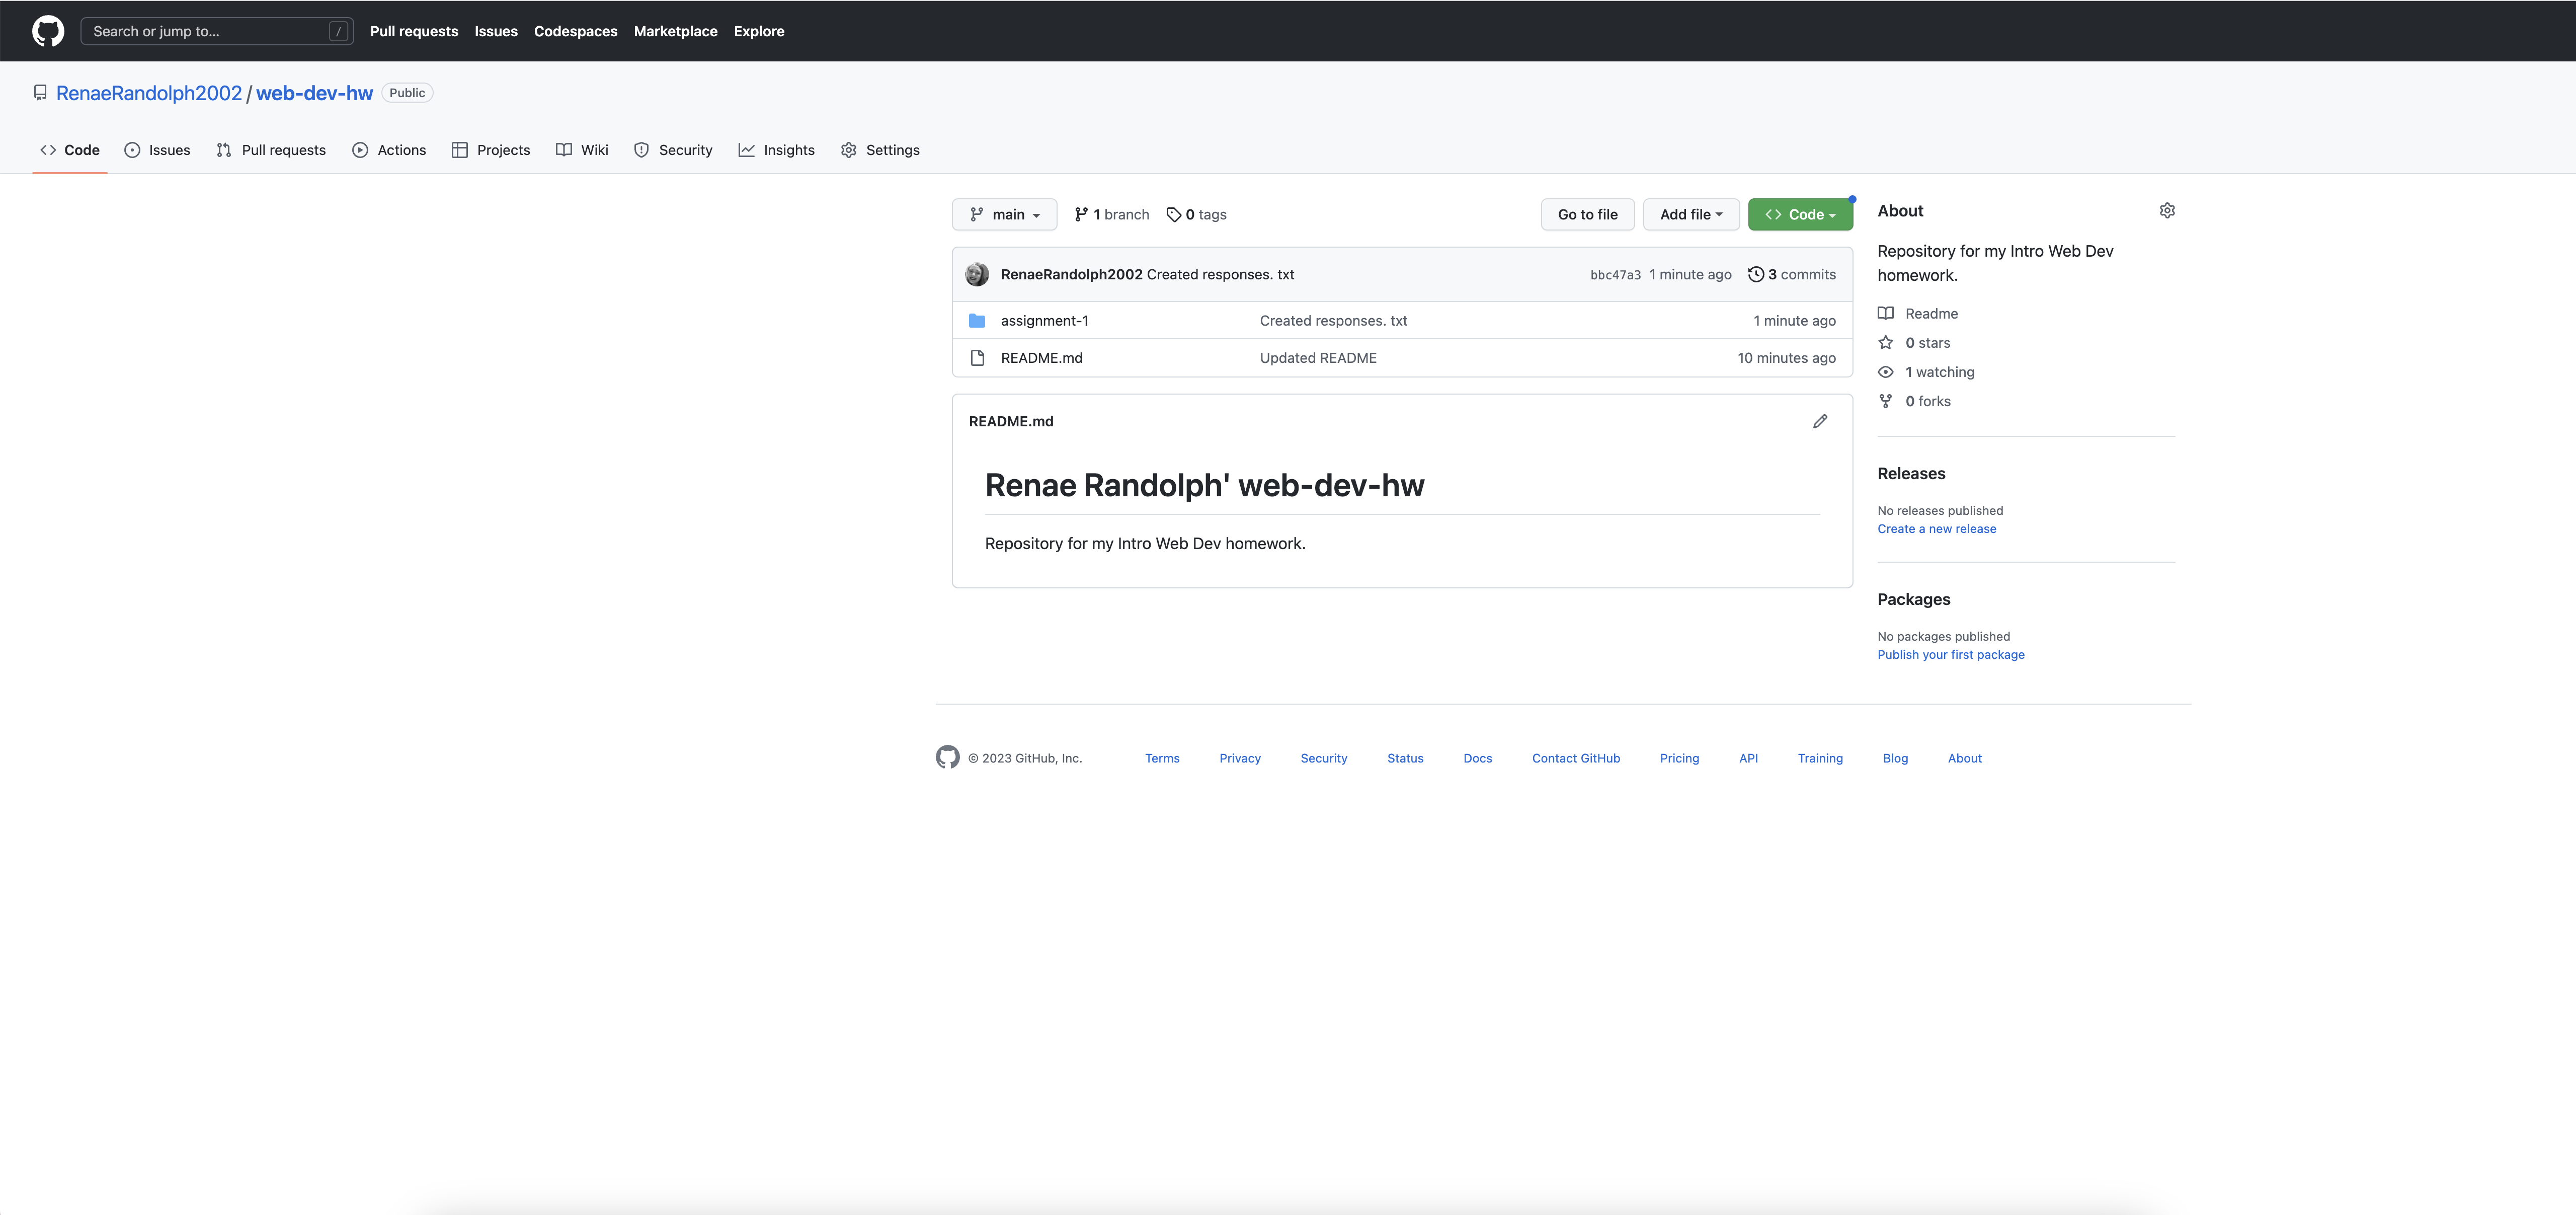 Search or jump to... /
Pull requests Issues Codespaces Marketplace Explore
RenaeRandolph2002 / web-dev-hw Public
Code Issues Pull requests Actions Projects Wiki Security Insights Settings
main 1 branch 0 tags Go to file Add file Code
RenaeRandolph2002 Created responses. txt bbc47a3 1 minute ago 3 commits
assignment-1 Created responses. txt 1 minute ago
README.md Updated README 10 minutes ago
README.md
Renae Randolph' web-dev-hw
Repository for my Intro Web Dev homework.
About
Repository for my Intro Web Dev
homework.
Readme
0 stars
1 watching
0 forks
Releases
No releases published
Create a new release
Packages
No packages published
Publish your first package
© 2023 GitHub, Inc. Terms Privacy Security Status Docs Contact GitHub Pricing API Training Blog About